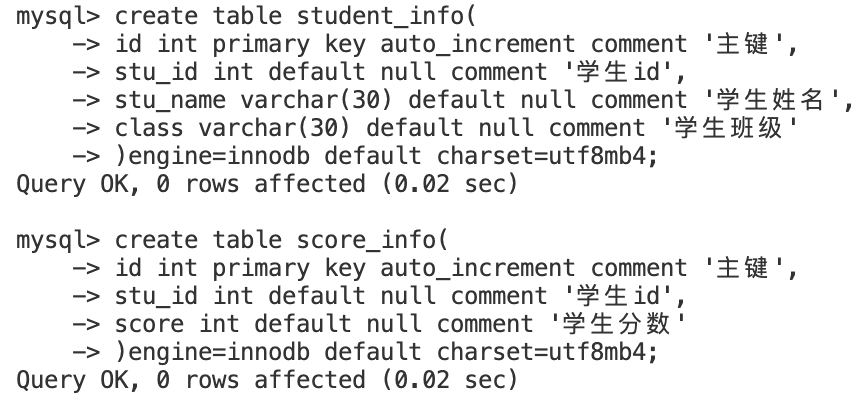 mysql> create table student_info(
    -> id int primary key auto_increment comment '主键',
    -> stu_id int default null comment '学生id',
    -> stu_name varchar(30) default null comment '学生姓名',
    -> class varchar(30) default null comment '学生班级'
    -> )engine=innodb default charset=utf8mb4;
Query OK, 0 rows affected (0.02 sec)

mysql> create table score_info(
    -> id int primary key auto_increment comment '主键',
    -> stu_id int default null comment '学生id',
    -> score int default null comment '学生分数'
    -> )engine=innodb default charset=utf8mb4;
Query OK, 0 rows affected (0.02 sec)